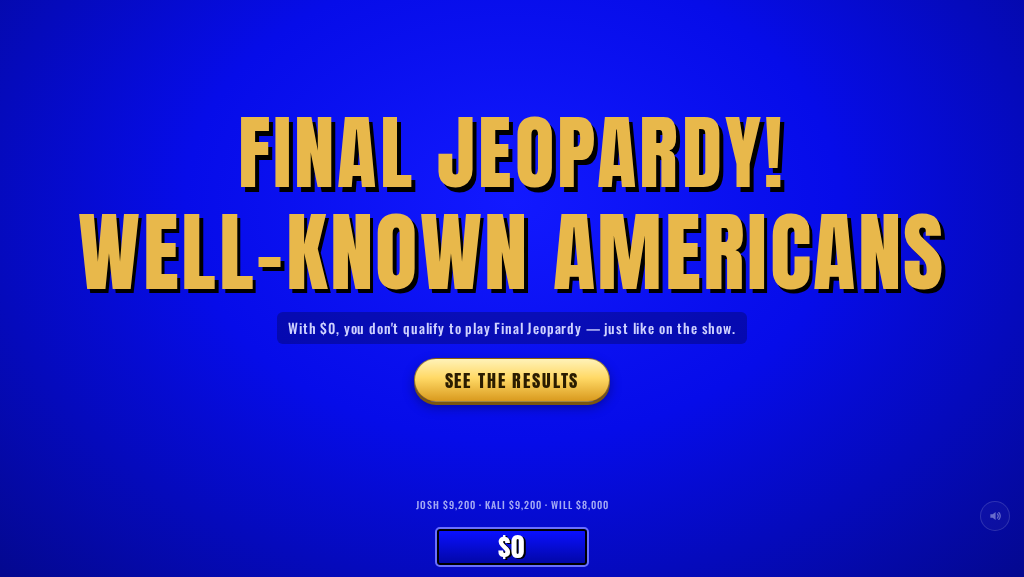 FINAL JEOPARDY!
WELL-KNOWN AMERICANS
With $0, you don't qualify to play Final Jeopardy — just like on the show.
SEE THE RESULTS
JOSH $9,200 · KALI $9,200 · WILL $8,000
$0